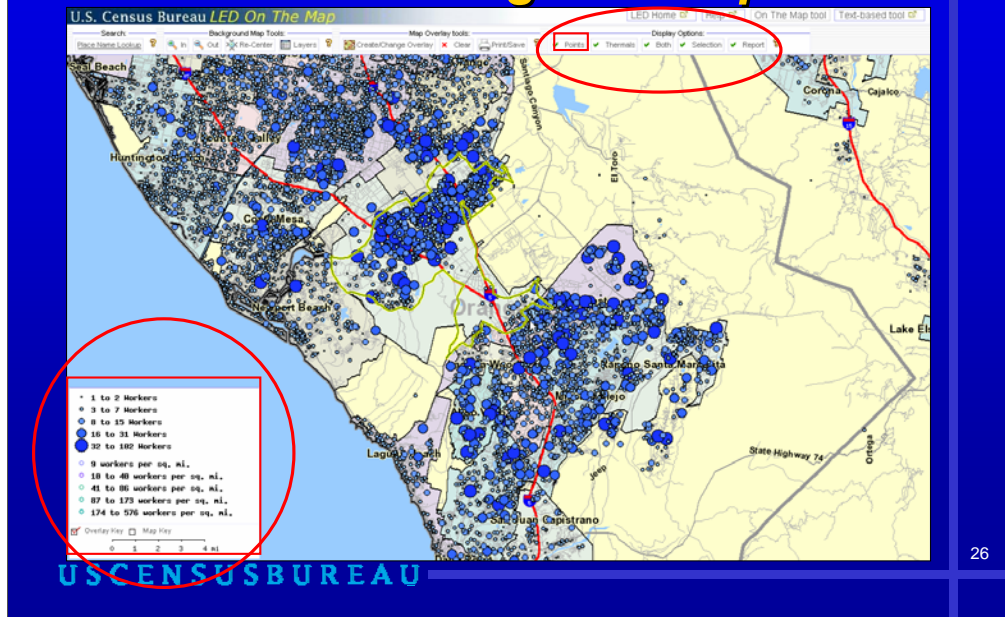 U.S. Census Bureau LED On The Map
LED Home Help On The Map tool Text-based tool
Search: Background Map Tools: Map Overlay tools: Display Options:
Place Name Lookup ? In Out Re-Center Layers ? Create/Change Overlay Clear Print/Save ? Points Thermals Both Selection Report ?
Seal Beach
Orange
Santiago Canyon
Corona
Cajalco
Valley
Huntington
El Toro
Costa Mesa
15
Newport Beach
Lake
Rancho Santa Margarita
Laguna Beach
State Highway 74
Ortega
Jeep
San Juan Capistrano
1 to 2 Workers
3 to 7 Workers
8 to 15 Workers
16 to 31 Workers
32 to 182 Workers
9 workers per sq. mi.
10 to 40 workers per sq. mi.
41 to 86 workers per sq. mi.
87 to 173 workers per sq. mi.
174 to 576 workers per sq. mi.
Overlay Key Map Key
0 1 2 3 4 mi
26
USCENSUSBUREAU